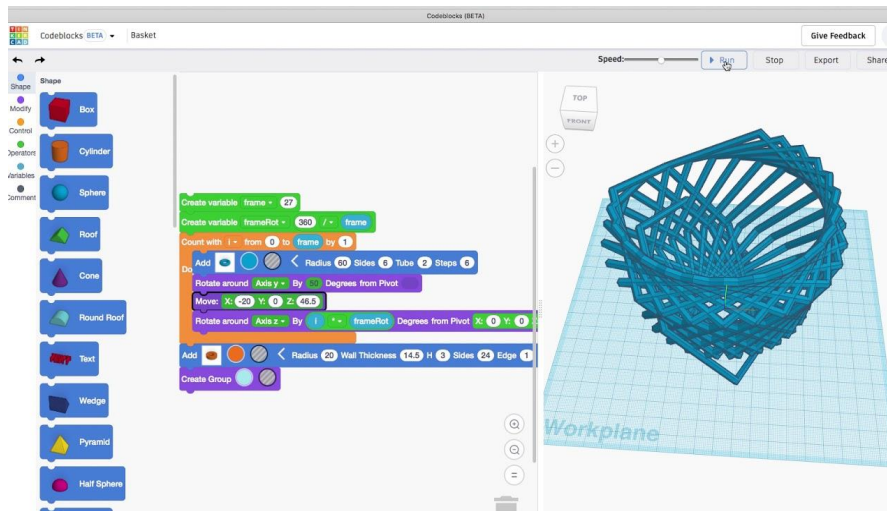 Codeblocks (BETA)
TIN
KER
CAD
Codeblocks BETA Basket
Give Feedback
Speed: Run Stop Export Share
Shape
Modify
Control
Operators
Variables
Comment
Shape
Box
Cylinder
Sphere
Roof
Cone
Round Roof
Text
Wedge
Pyramid
Half Sphere
Create variable frame 27
Create variable frameRot 360 / frame
Count with i from 0 to frame by 1
Do
Add Radius 60 Sides 6 Tube 2 Steps 6
Rotate around Axis y By 50 Degrees from Pivot
Move: X: -20 Y: 0 Z: 46.5
Rotate around Axis z By i * frameRot Degrees from Pivot X: 0 Y: 0
Add Radius 20 Wall Thickness 14.5 H 3 Sides 24 Edge 1
Create Group
TOP
FRONT
Workplane